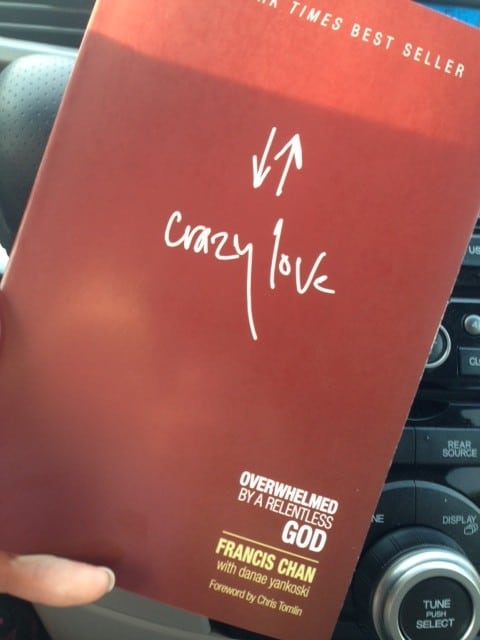 TIMES BEST SELLER
crazy love
OVERWHELMED
BY A RELENTLESS
GOD
FRANCIS CHAN
with danae yankoski
Foreword by Chris Tomlin
REAR
SOURCE
DISPLAY
TUNE
PUSH
SELECT